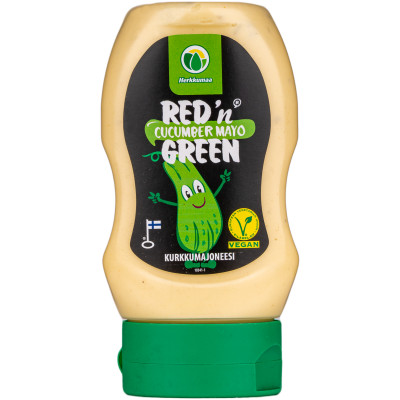 Herkkumaa
RED'n
CUCUMBER MAYO
GREEN
VEGAN
KURKKUMAJONEESI